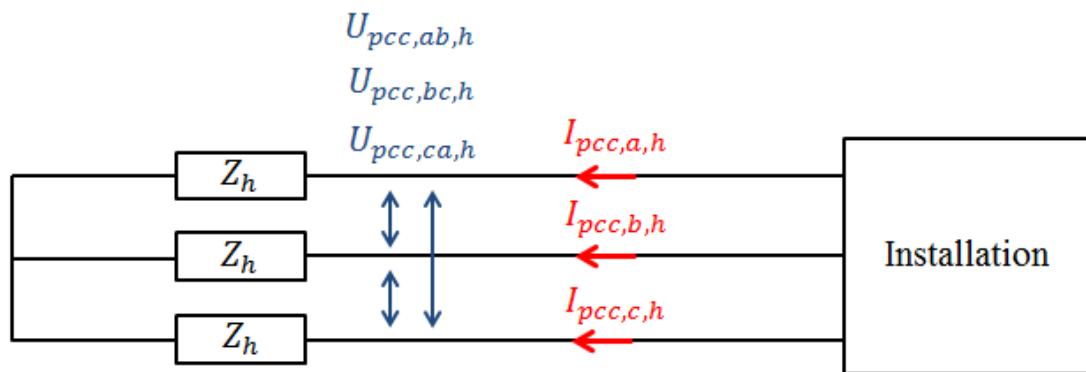 U_{pcc,ab,h}
U_{pcc,bc,h}
U_{pcc,ca,h}
I_{pcc,a,h}
Z_h
I_{pcc,b,h}
Z_h
Installation
I_{pcc,c,h}
Z_h